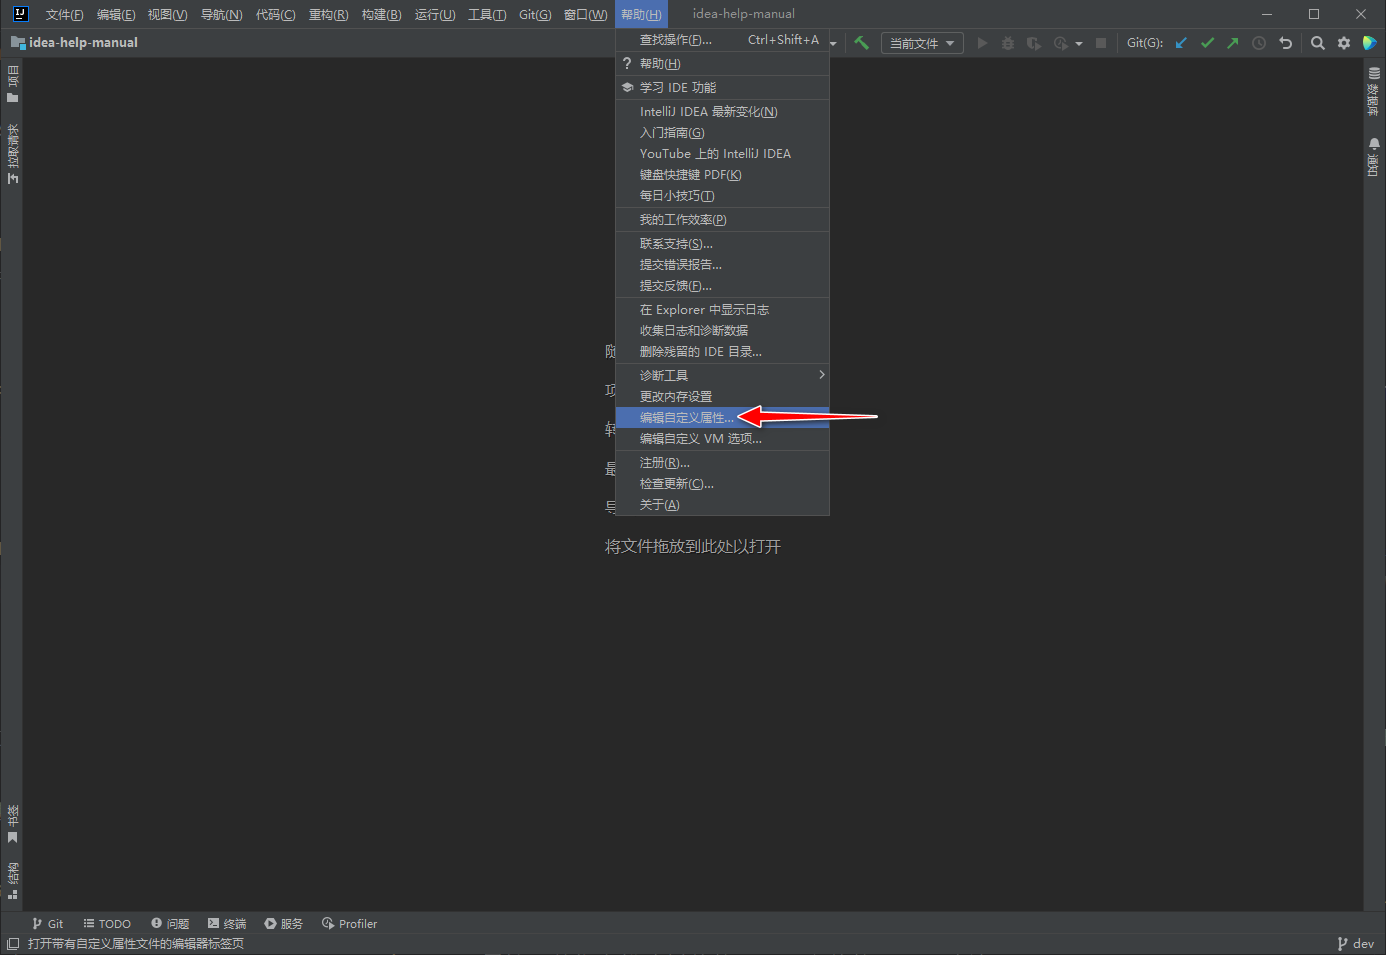 文件(F) 编辑(E) 视图(V) 导航(N) 代码(C) 重构(R) 构建(B) 运行(U) 工具(T) Git(G) 窗口(W) 帮助(H) idea-help-manual
idea-help-manual
当前文件
Git(G):
查找操作(F)... Ctrl+Shift+A
? 帮助(H)
学习 IDE 功能
IntelliJ IDEA 最新变化(N)
入门指南(G)
YouTube 上的 IntelliJ IDEA
键盘快捷键 PDF(K)
每日小技巧(T)
我的工作效率(P)
联系支持(S)...
提交错误报告...
提交反馈(F)...
在 Explorer 中显示日志
收集日志和诊断数据
删除残留的 IDE 目录...
诊断工具
更改内存设置
编辑自定义属性...
编辑自定义 VM 选项...
注册(R)...
检查更新(C)...
关于(A)
随
项
转
最
导
将文件拖放到此处以打开
项目
拉取请求
书签
结构
数据库
通知
Git TODO 问题 终端 服务 Profiler
打开带有自定义属性文件的编辑器标签页
dev